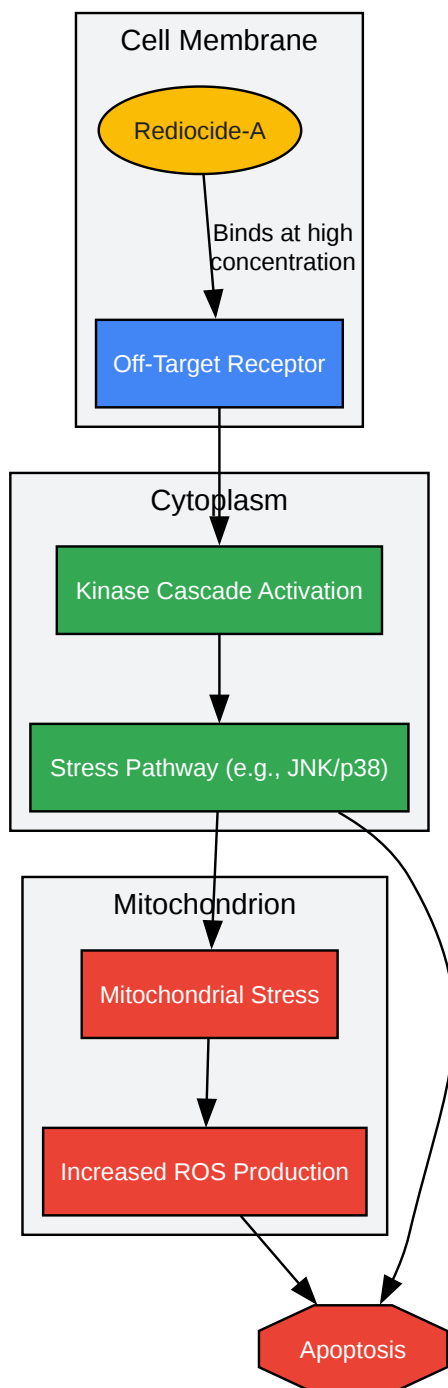 Cell Membrane
Rediocide-A
Binds at high
concentration
Off-Target Receptor
Cytoplasm
Kinase Cascade Activation
Stress Pathway (e.g., JNK/p38)
Mitochondrion
Mitochondrial Stress
Increased ROS Production
Apoptosis